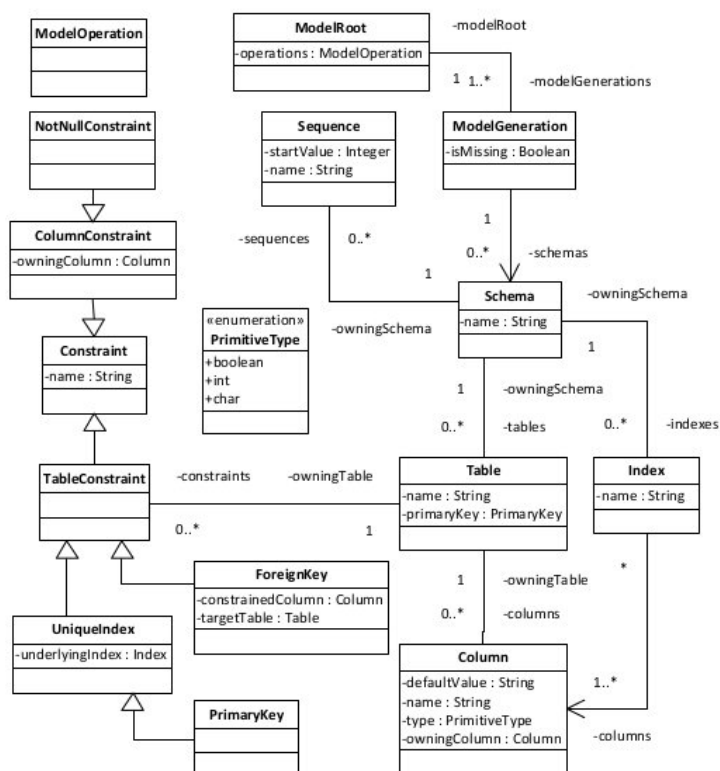 ModelOperation
ModelRoot
-operations : ModelOperation
-modelRoot
1
1..*
-modelGenerations
NotNullConstraint
Sequence
-startValue : Integer
-name : String
ModelGeneration
-isMissing : Boolean
ColumnConstraint
-owningColumn : Column
-sequences
0..*
1
1
0..*
-schemas
Schema
-name : String
-owningSchema
1
«enumeration»
PrimitiveType
+boolean
+int
+char
-owningSchema
Constraint
-name : String
1
-owningSchema
0..*
-tables
0..*
-indexes
TableConstraint
-constraints
-owningTable
0..*
1
Table
-name : String
-primaryKey : PrimaryKey
Index
-name : String
ForeignKey
-constrainedColumn : Column
-targetTable : Table
1
-owningTable
0..*
-columns
*
UniqueIndex
-underlyingIndex : Index
Column
-defaultValue : String
-name : String
-type : PrimitiveType
-owningColumn : Column
1..*
-columns
PrimaryKey